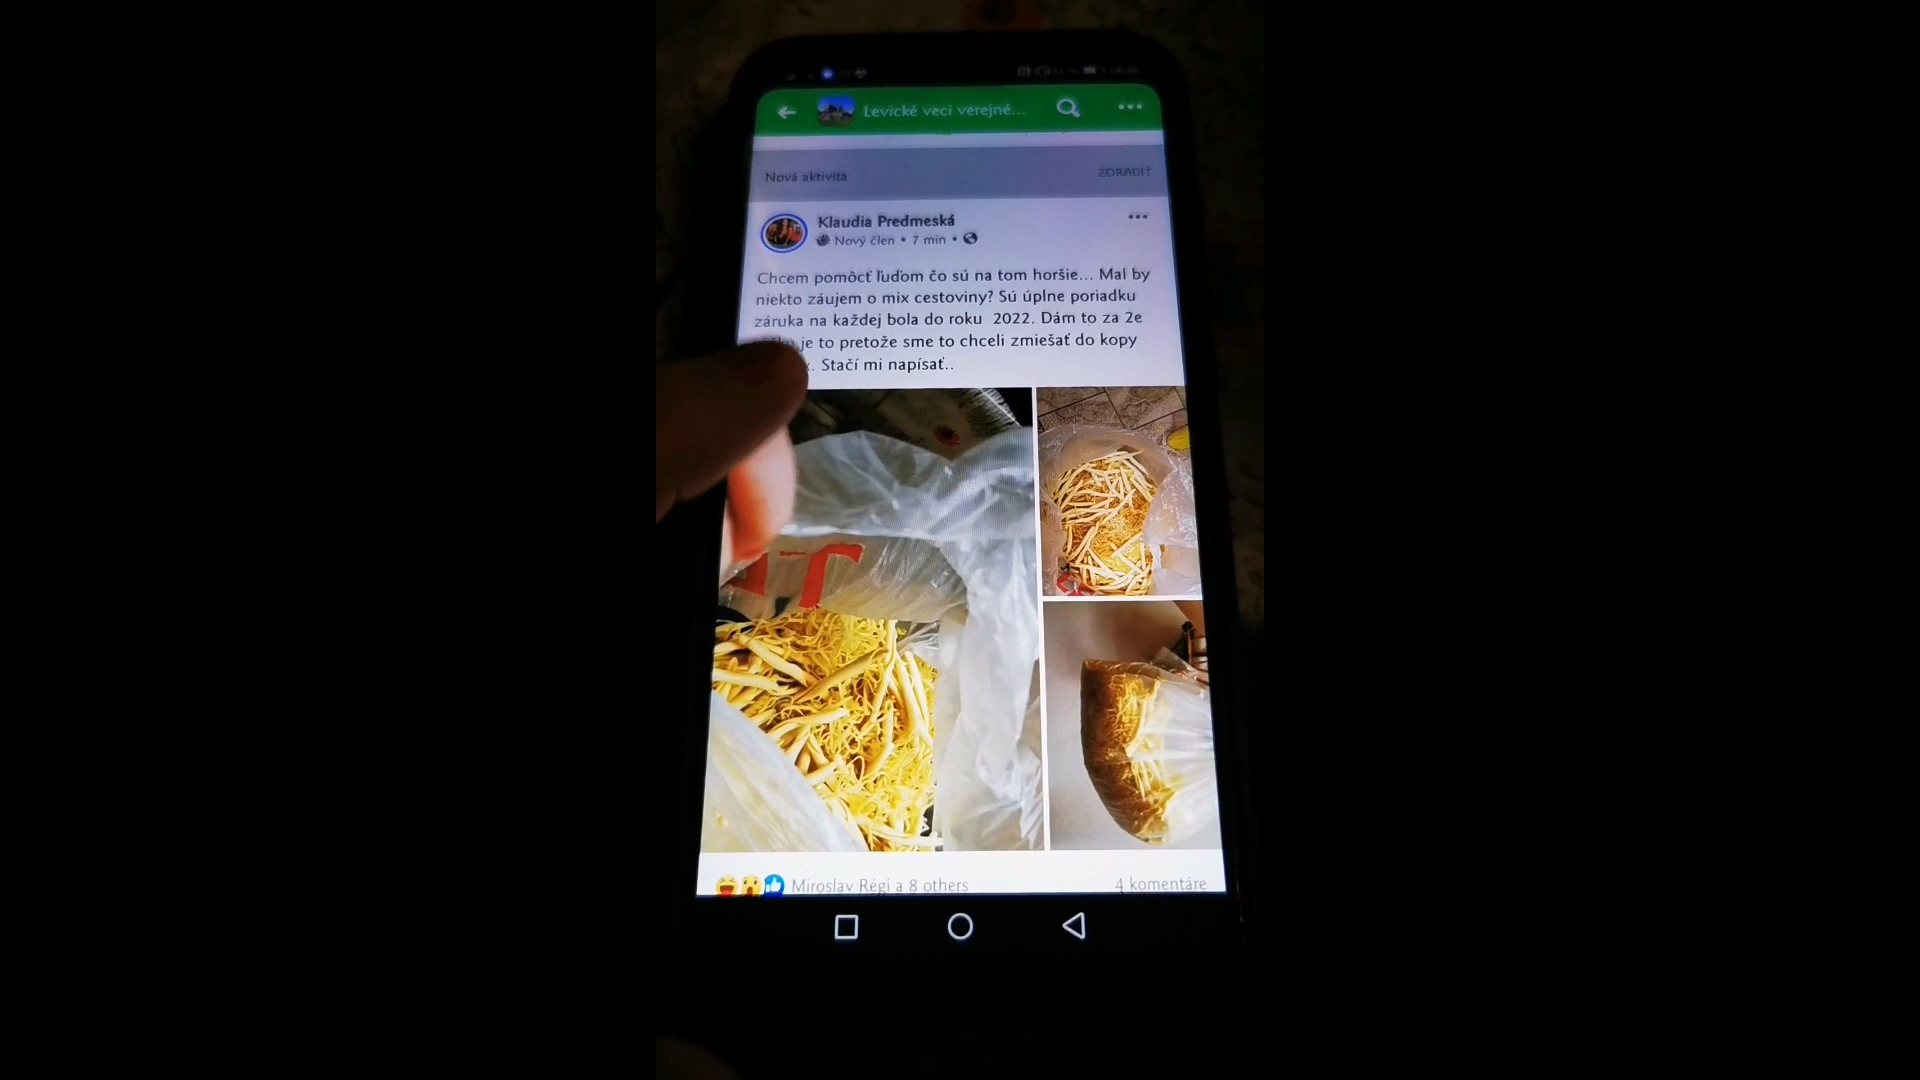 Levické veci verejné...
Nová aktivita
ZORADIŤ
Klaudia Predmeská
Nový člen • 7 min •
Chcem pomôcť ľuďom čo sú na tom horšie... Mal by
niekto záujem o mix cestoviny? Sú úplne poriadku
záruka na každej bola do roku 2022. Dám to za 2e
je to pretože sme to chceli zmiešať do kopy
Stačí mi napísať..
Miroslav Régi a 8 others
4 komentáre